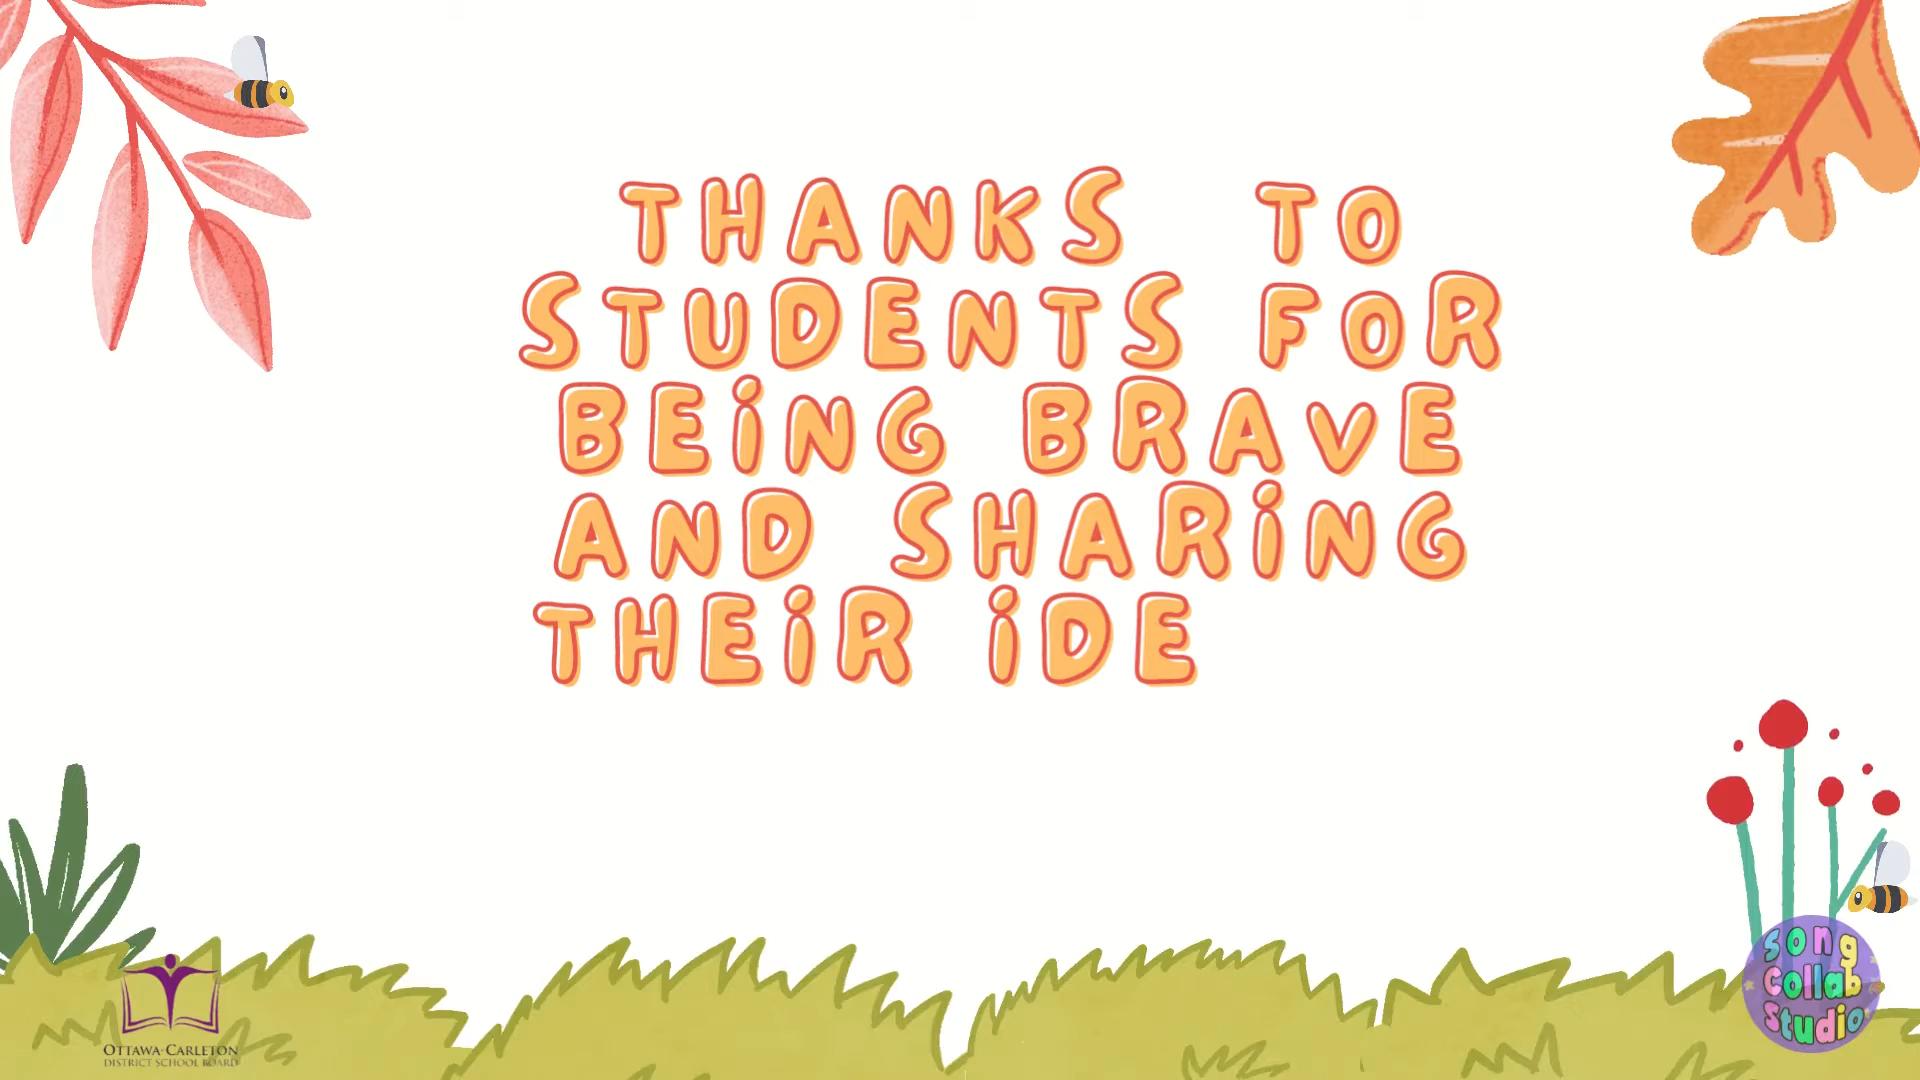 THANKS TO
STUDENTS FOR
BEING BRAVE
AND SHARING
THEIR IDE
OTTAWA-CARLETON
DISTRICT SCHOOL BOARD
Song
Collab
Studio